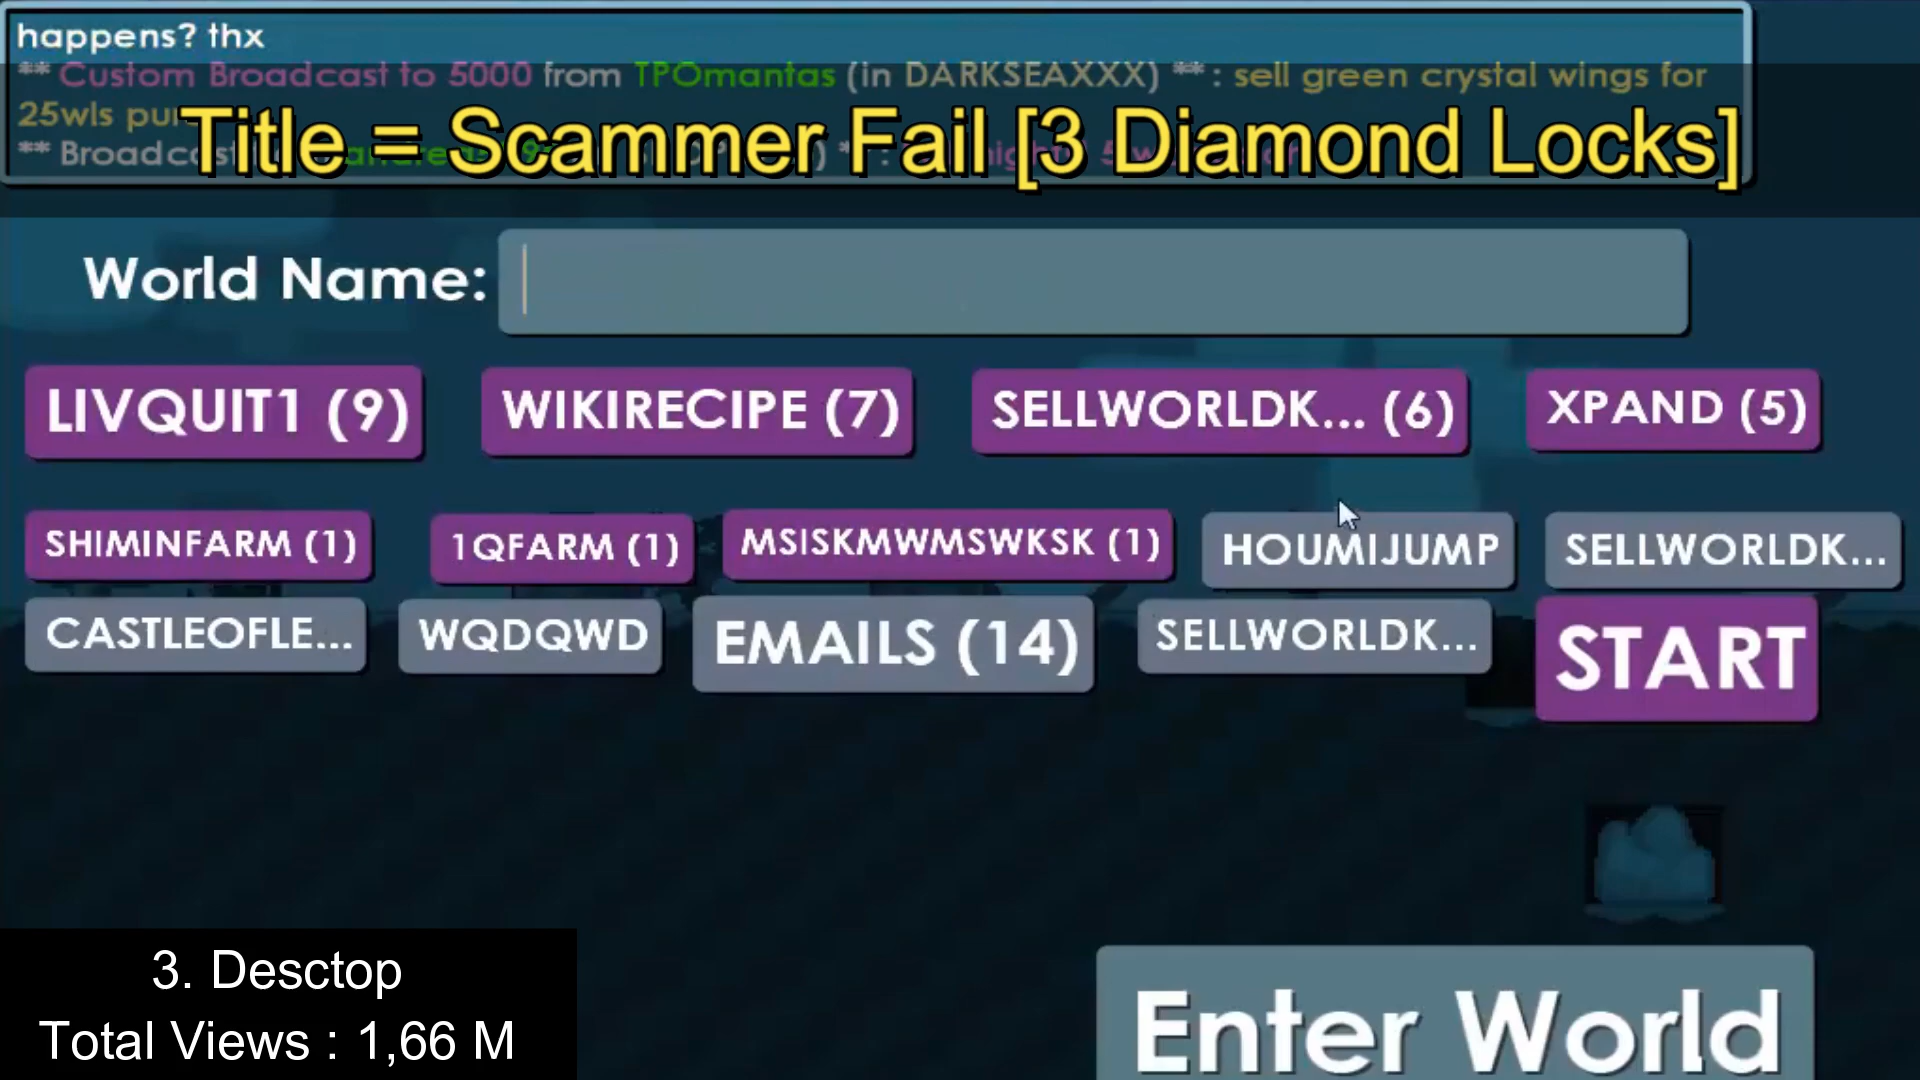 happens? thx
** Custom Broadcast to 5000 from TPOmantas (in DARKSEAXXX) ** : sell green crystal wings for
25wls
Title = Scammer Fail [3 Diamond Locks]
** 
World Name:
LIVQUIT1 (9) WIKIRECIPE (7) SELLWORLDK... (6) XPAND (5)
SHIMINFARM (1) 1QFARM (1) MSISKMWMSWKSK (1) HOUMIJUMP SELLWORLDK...
CASTLEOFLE... WQDQWD EMAILS (14) SELLWORLDK... START
3. Desctop
Total Views : 1,66 M
Enter World